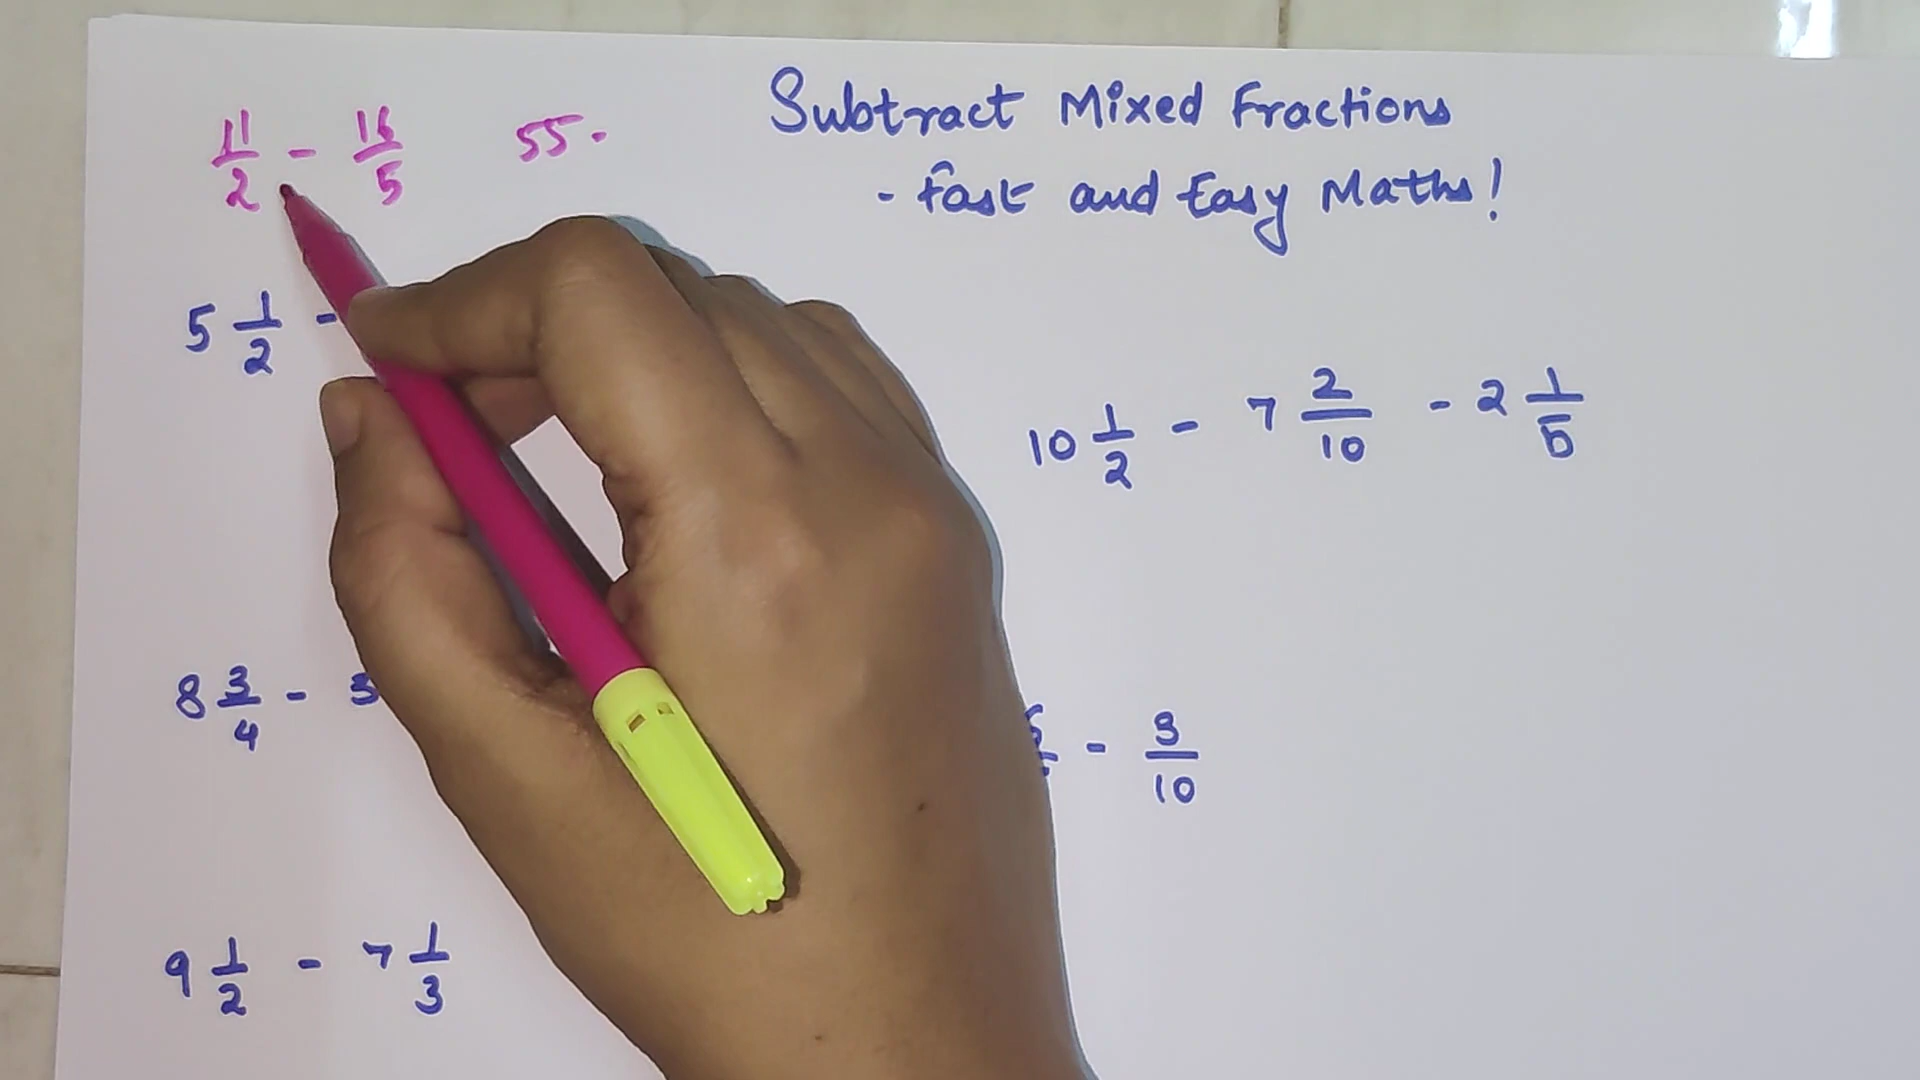 11/2 - 16/5 55.
Subtract Mixed Fractions
- Fast and Easy Maths!
5 1/2 -
10 1/2 - 7 2/10 - 2 1/5
8 3/4 - 3
- 3/10
9 1/2 - 7 1/3